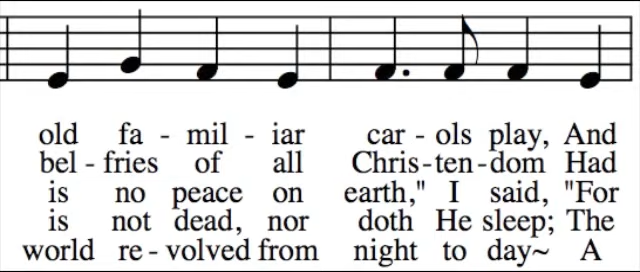 old fa - mil - iar car - ols play, And
bel - fries of all Chris - ten - dom Had
is no peace on earth," I said, "For
is not dead, nor doth He sleep; The
world re - volved from night to day~ A